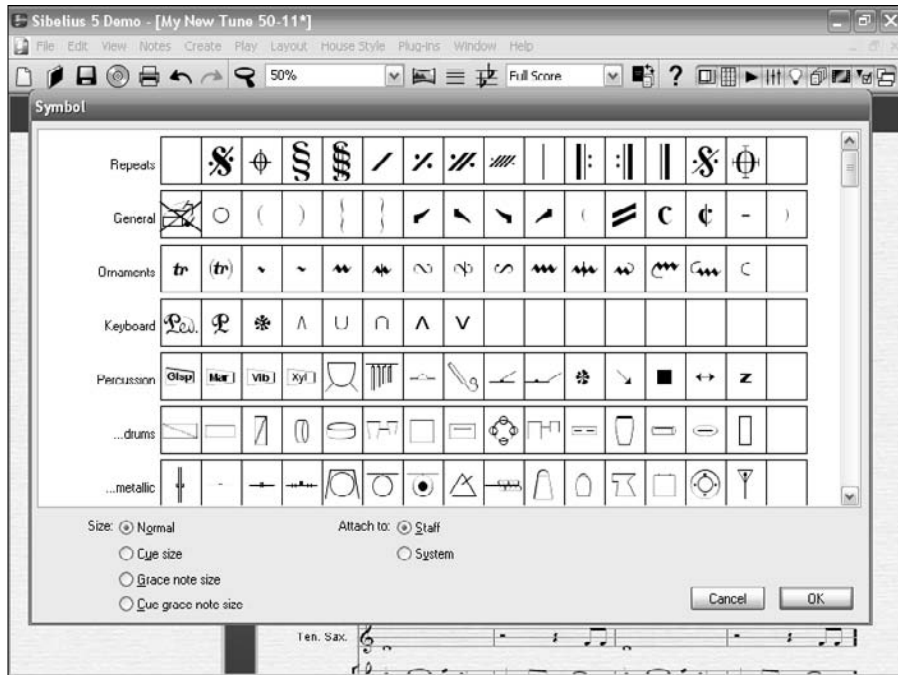 Sibelius 5 Demo - [My New Tune 50-11*]
File Edit View Notes Create Play Layout House Style Plug-ins Window Help
50% Full Score ?
Symbol
Repeats
General
Ornaments tr (tr)
Keyboard Ped. P
Percussion Glsp Mar Vib Xyl z
...drums
...metallic
Size: Normal Attach to: Staff
Cue size System
Grace note size
Cue grace note size
Cancel OK
Ten. Sax.